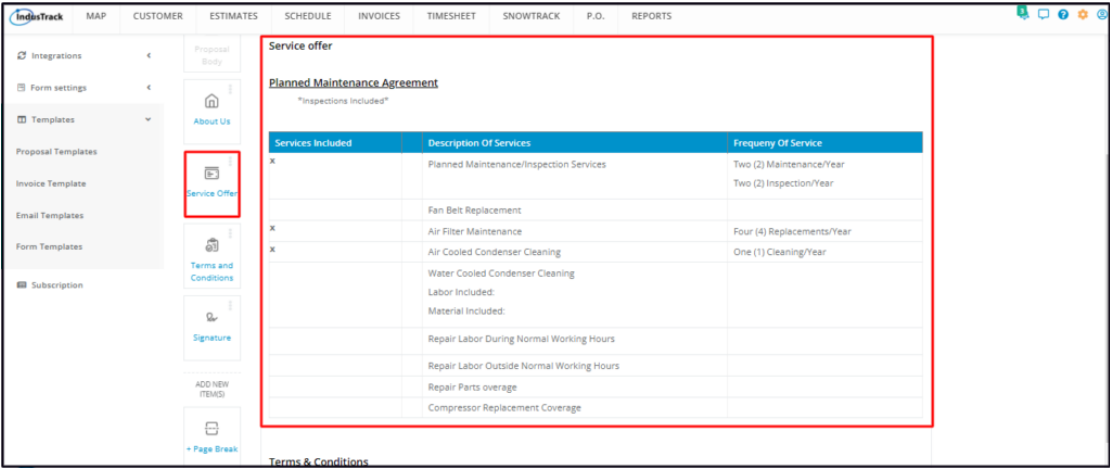 IndusTrack MAP CUSTOMER ESTIMATES SCHEDULE INVOICES TIMESHEET SNOWTRACK P.O. REPORTS 3
Integrations
Form settings
Templates
Proposal Templates
Invoice Template
Email Templates
Form Templates
Subscription
Proposal
Body
About Us
Service Offer
Terms and
Conditions
Signature
ADD NEW
ITEM(S)
+ Page Break
Service offer
Planned Maintenance Agreement
*Inspections Included*
Services Included Description Of Services Frequeny Of Service
x Planned Maintenance/Inspection Services Two (2) Maintenance/Year
Two (2) Inspection/Year
Fan Belt Replacement
x Air Filter Maintenance Four (4) Replacements/Year
x Air Cooled Condenser Cleaning One (1) Cleaning/Year
Water Cooled Condenser Cleaning
Labor Included:
Material Included:
Repair Labor During Normal Working Hours
Repair Labor Outside Normal Working Hours
Repair Parts overage
Compressor Replacement Coverage
Terms & Conditions